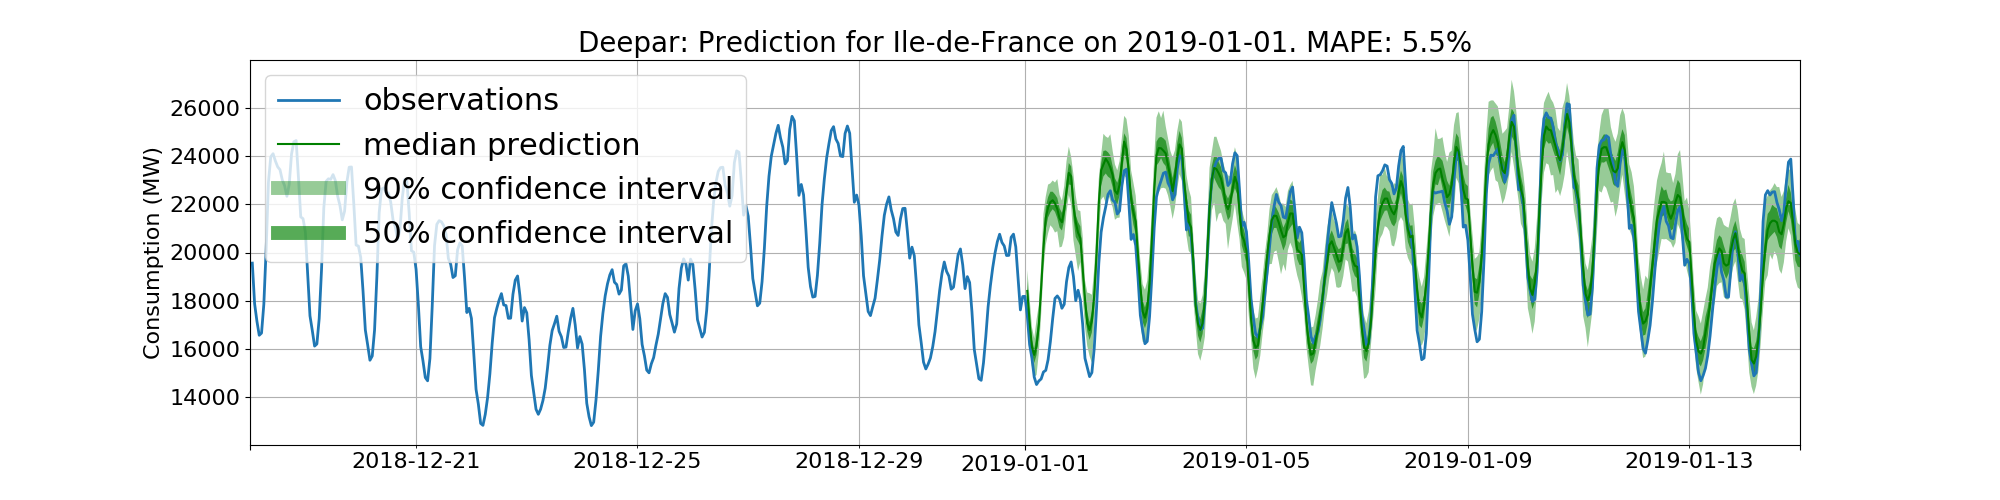 Deepar: Prediction for Ile-de-France on 2019-01-01. MAPE: 5.5%
observations
median prediction
90% confidence interval
50% confidence interval
Consumption (MW)
26000
24000
22000
20000
18000
16000
14000
2018-12-21
2018-12-25
2018-12-29
2019-01-01
2019-01-05
2019-01-09
2019-01-13